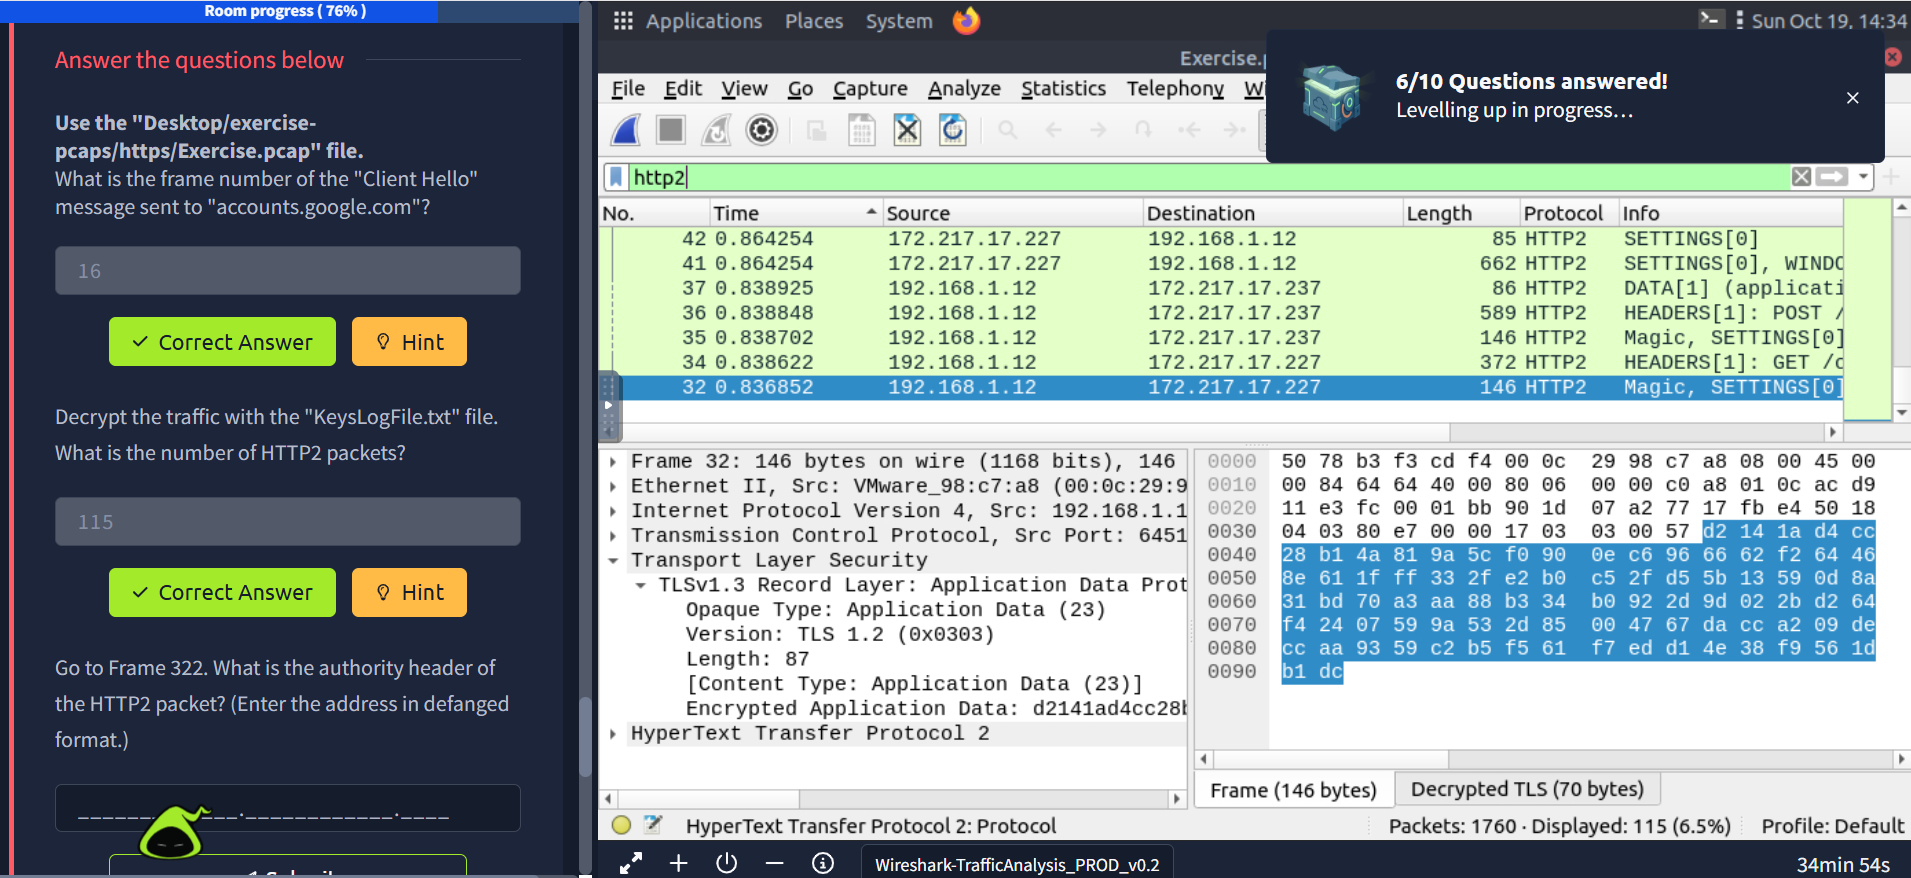 Room progress ( 76% )
Answer the questions below
Use the "Desktop/exercise-
pcaps/https/Exercise.pcap" file.
What is the frame number of the "Client Hello"
message sent to "accounts.google.com"?
16
Correct Answer
Hint
Decrypt the traffic with the "KeysLogFile.txt" file.
What is the number of HTTP2 packets?
115
Correct Answer
Hint
Go to Frame 322. What is the authority header of
the HTTP2 packet? (Enter the address in defanged
format.)
Applications Places System
Sun Oct 19, 14:34
6/10 Questions answered!
Levelling up in progress...
File Edit View Go Capture Analyze Statistics Telephony
http2
No. Time Source Destination Length Protocol Info
42 0.864254 172.217.17.227 192.168.1.12 85 HTTP2 SETTINGS[0]
41 0.864254 172.217.17.227 192.168.1.12 662 HTTP2 SETTINGS[0], WINDO
37 0.838925 192.168.1.12 172.217.17.237 86 HTTP2 DATA[1] (applicati
36 0.838848 192.168.1.12 172.217.17.237 589 HTTP2 HEADERS[1]: POST /
35 0.838702 192.168.1.12 172.217.17.237 146 HTTP2 Magic, SETTINGS[0]
34 0.838622 192.168.1.12 172.217.17.227 372 HTTP2 HEADERS[1]: GET /c
32 0.836852 192.168.1.12 172.217.17.227 146 HTTP2 Magic, SETTINGS[0]
Frame 32: 146 bytes on wire (1168 bits), 146
Ethernet II, Src: VMware_98:c7:a8 (00:0c:29:9
Internet Protocol Version 4, Src: 192.168.1.1
Transmission Control Protocol, Src Port: 6451
Transport Layer Security
TLSv1.3 Record Layer: Application Data Prot
Opaque Type: Application Data (23)
Version: TLS 1.2 (0x0303)
Length: 87
[Content Type: Application Data (23)]
Encrypted Application Data: d2141ad4cc28b
HyperText Transfer Protocol 2
0000 50 78 b3 f3 cd f4 00 0c 29 98 c7 a8 08 00 45 00
0010 00 84 64 64 40 00 80 06 00 00 c0 a8 01 0c ac d9
0020 11 e3 fc 00 01 bb 90 1d 07 a2 77 17 fb e4 50 18
0030 04 03 80 e7 00 00 17 03 03 00 57 d2 14 1a d4 cc
0040 28 b1 4a 81 9a 5c f0 90 0e c6 96 66 62 f2 64 46
0050 8e 61 1f ff 33 2f e2 b0 c5 2f d5 5b 13 59 0d 8a
0060 31 bd 70 a3 aa 88 b3 34 b0 92 2d 9d 02 2b d2 64
0070 f4 24 07 59 9a 53 2d 85 00 47 67 da cc a2 09 de
0080 cc aa 93 59 c2 b5 f5 61 f7 ed d1 4e 38 f9 56 1d
0090 b1 dc
Frame (146 bytes) Decrypted TLS (70 bytes)
HyperText Transfer Protocol 2: Protocol
Packets: 1760 · Displayed: 115 (6.5%)
Profile: Default
Wireshark-TrafficAnalysis_PROD_v0.2
34min 54s